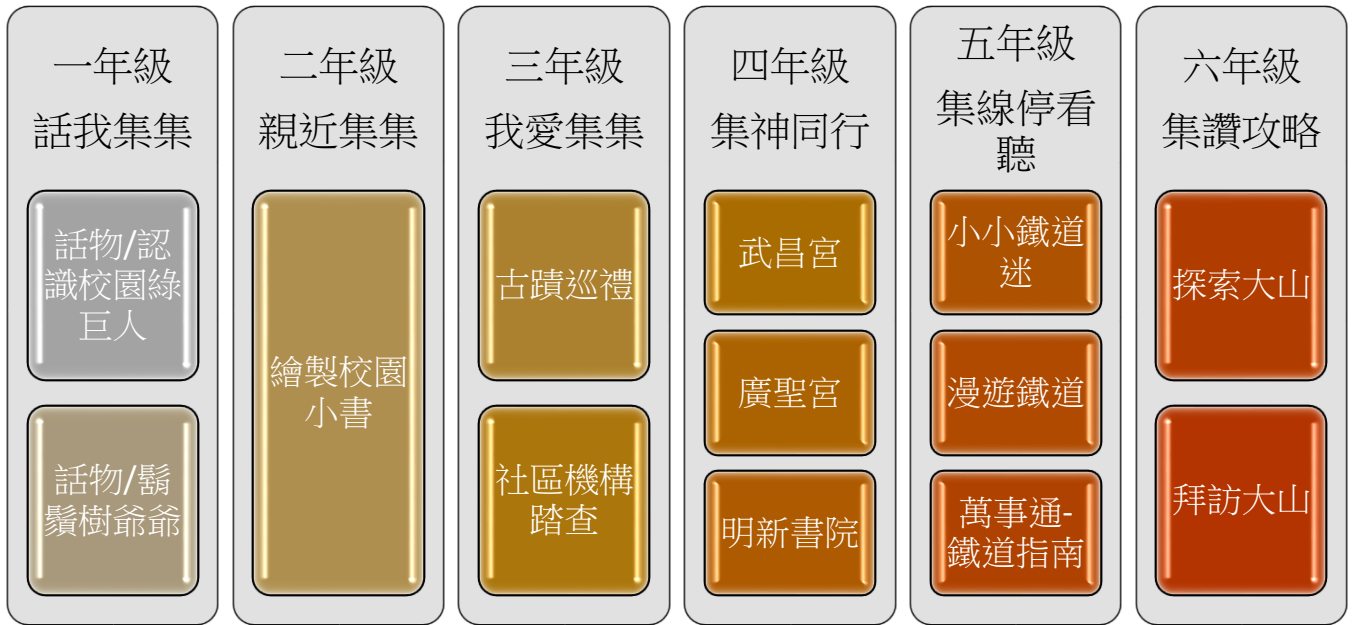 一年級
話我集集
話物/認
識校園綠
巨人
話物/鬍
鬚樹爺爺
二年級
親近集集
繪製校園
小書
三年級
我愛集集
古蹟巡禮
社區機構
踏查
四年級
集神同行
武昌宮
廣聖宮
明新書院
五年級
集線停看
聽
小小鐵道
迷
漫遊鐵道
萬事通-
鐵道指南
六年級
集讚攻略
探索大山
拜訪大山